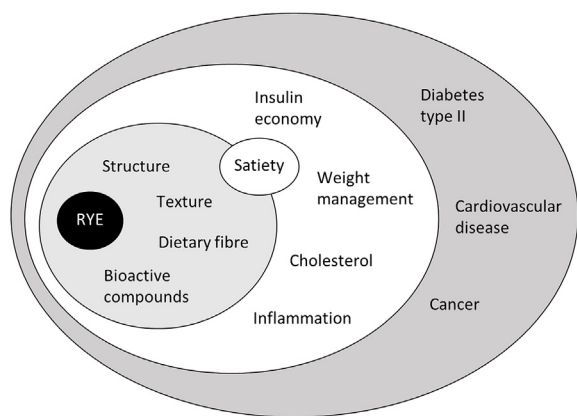 Insulin
economy
Diabetes
type II
Structure
Satiety
Weight
management
RYE
Texture
Cardiovascular
disease
Dietary fibre
Cholesterol
Bioactive
compounds
Cancer
Inflammation